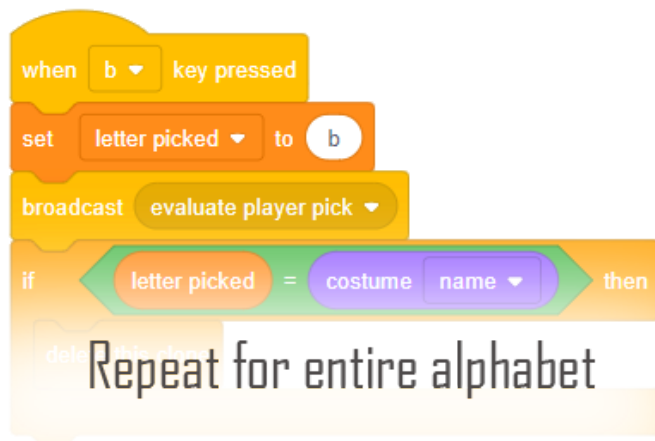 when b key pressed
set letter picked to b
broadcast evaluate player pick
if letter picked = costume name then
Repeat for entire alphabet